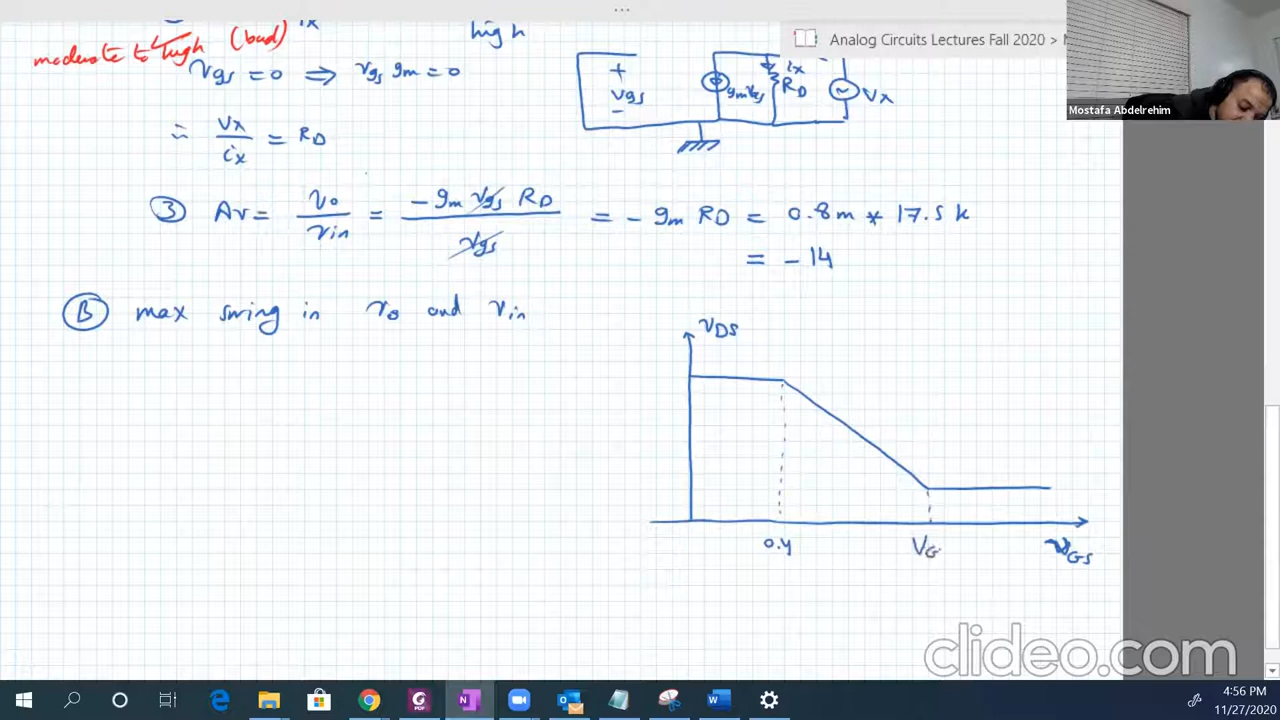 ...
ix
high
moderate to high (bad)
Analog Circuits Lectures Fall 2020 >
Vgs = 0 ⇒ Vgs gm = 0
+
Vgs
−
gmVgs
ix
RD
Vx
Mostafa Abdelrehim
∴ Vx / ix = RD
③ Av = vo / vin = −gm vgs RD / vgs = − gm RD = 0.8m * 17.5 k
= − 14
Ⓑ max swing in vo and vin
vDS
0.4
VG
vGS
clideo.com
4:56 PM
11/27/2020